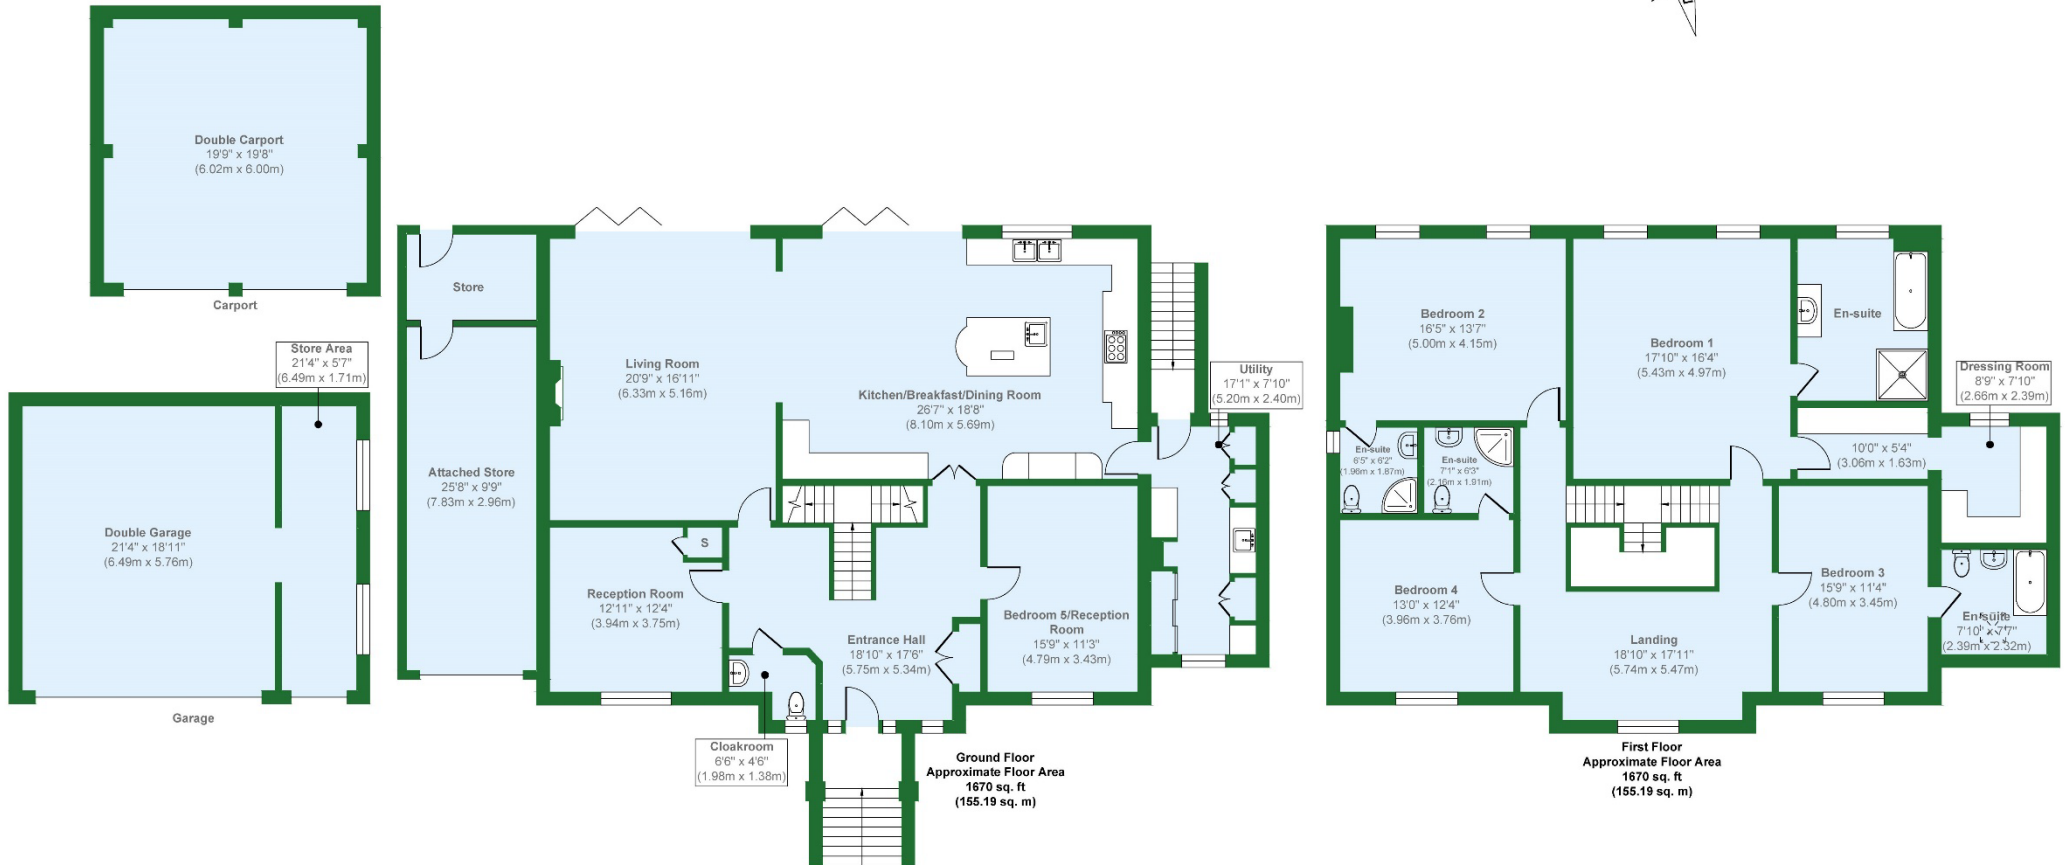 Double Carport
19'9" x 19'8"
(6.02m x 6.00m)
Carport
Store Area
21'4" x 5'7"
(6.49m x 1.71m)
Double Garage
21'4" x 18'11"
(6.49m x 5.76m)
Garage
Store
Attached Store
25'8" x 9'9"
(7.83m x 2.96m)
Living Room
20'9" x 16'11"
(6.33m x 5.16m)
Kitchen/Breakfast/Dining Room
26'7" x 18'8"
(8.10m x 5.69m)
Utility
17'1" x 7'10"
(5.20m x 2.40m)
S
Reception Room
12'11" x 12'4"
(3.94m x 3.75m)
Entrance Hall
18'10" x 17'6"
(5.75m x 5.34m)
Bedroom 5/Reception
Room
15'9" x 11'3"
(4.79m x 3.43m)
Cloakroom
6'6" x 4'6"
(1.98m x 1.38m)
Ground Floor
Approximate Floor Area
1670 sq. ft
(155.19 sq. m)
Bedroom 2
16'5" x 13'7"
(5.00m x 4.15m)
Bedroom 1
17'10" x 16'4"
(5.43m x 4.97m)
En-suite
Dressing Room
8'9" x 7'10"
(2.66m x 2.39m)
10'0" x 5'4"
(3.06m x 1.63m)
En-suite
6'5" x 6'2"
(1.96m x 1.87m)
En-suite
7'1" x 6'3"
(2.16m x 1.91m)
Bedroom 4
13'0" x 12'4"
(3.96m x 3.76m)
Landing
18'10" x 17'11"
(5.74m x 5.47m)
Bedroom 3
15'9" x 11'4"
(4.80m x 3.45m)
En-suite
7'10" x 7'7"
(2.39m x 2.32m)
First Floor
Approximate Floor Area
1670 sq. ft
(155.19 sq. m)